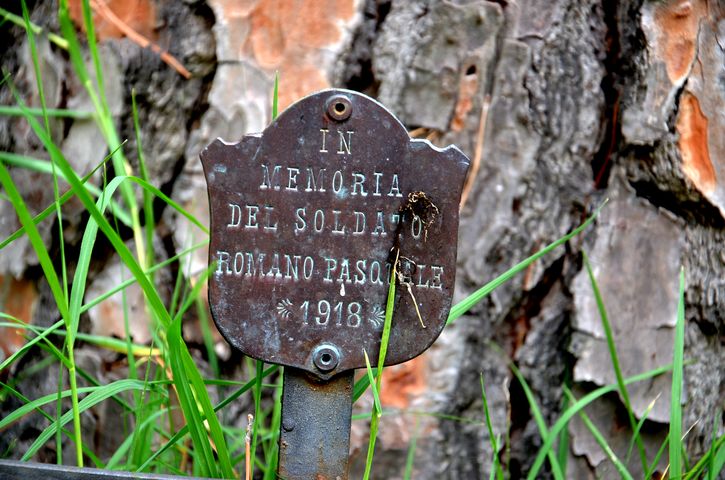 IN
MEMORIA
DEL SOLDATO
ROMANO PASQUALE
1918